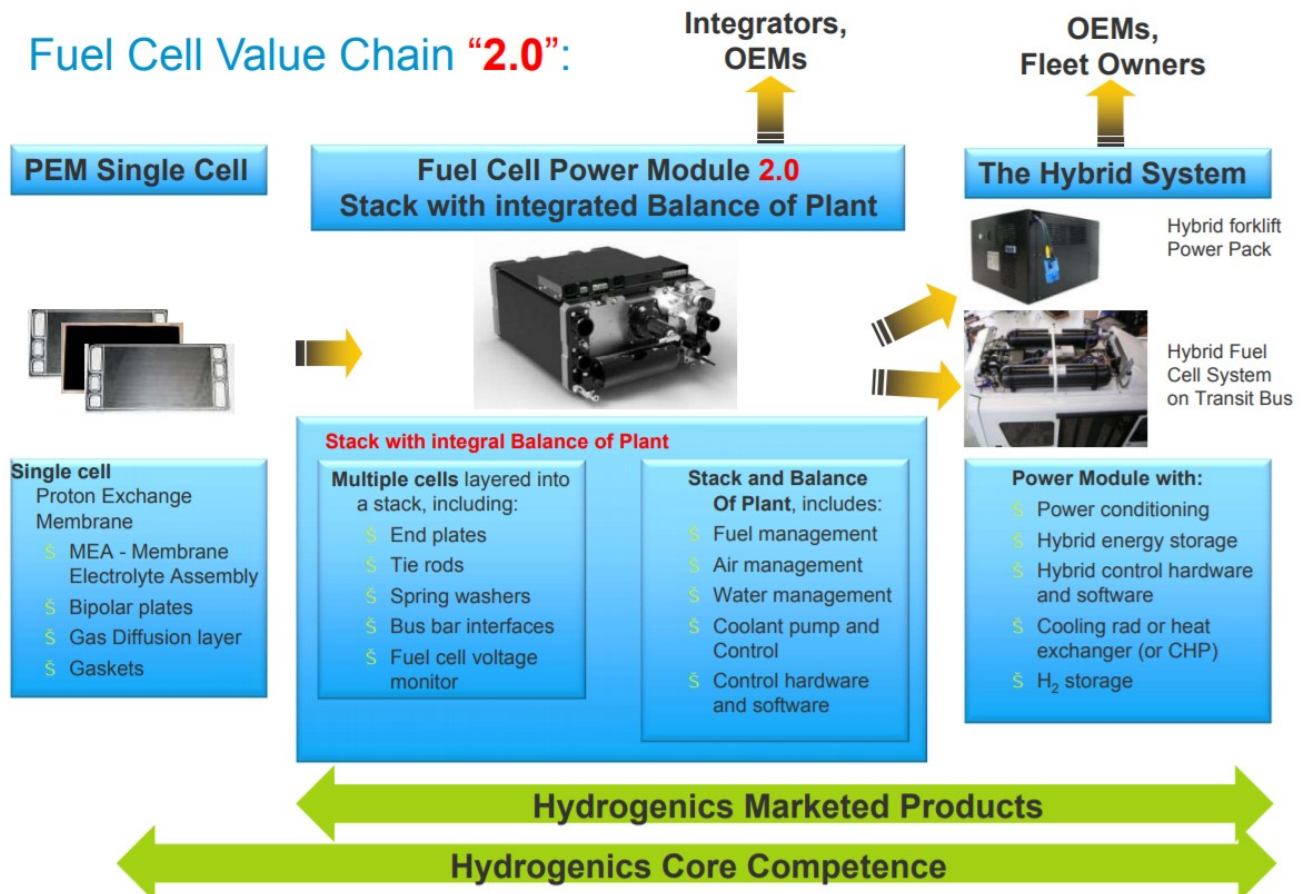 Fuel Cell Value Chain “2.0”:
Integrators,
OEMs
OEMs,
Fleet Owners
PEM Single Cell
Fuel Cell Power Module 2.0
Stack with integrated Balance of Plant
The Hybrid System
Hybrid forklift
Power Pack
Hybrid Fuel
Cell System
on Transit Bus
Single cell
Proton Exchange
Membrane
Š MEA - Membrane
Electrolyte Assembly
Š Bipolar plates
Š Gas Diffusion layer
Š Gaskets
Stack with integral Balance of Plant
Multiple cells layered into
a stack, including:
Š End plates
Š Tie rods
Š Spring washers
Š Bus bar interfaces
Š Fuel cell voltage
monitor
Stack and Balance
Of Plant, includes:
Š Fuel management
Š Air management
Š Water management
Š Coolant pump and
Control
Š Control hardware
and software
Power Module with:
Š Power conditioning
Š Hybrid energy storage
Š Hybrid control hardware
and software
Š Cooling rad or heat
exchanger (or CHP)
Š H₂ storage
Hydrogenics Marketed Products
Hydrogenics Core Competence